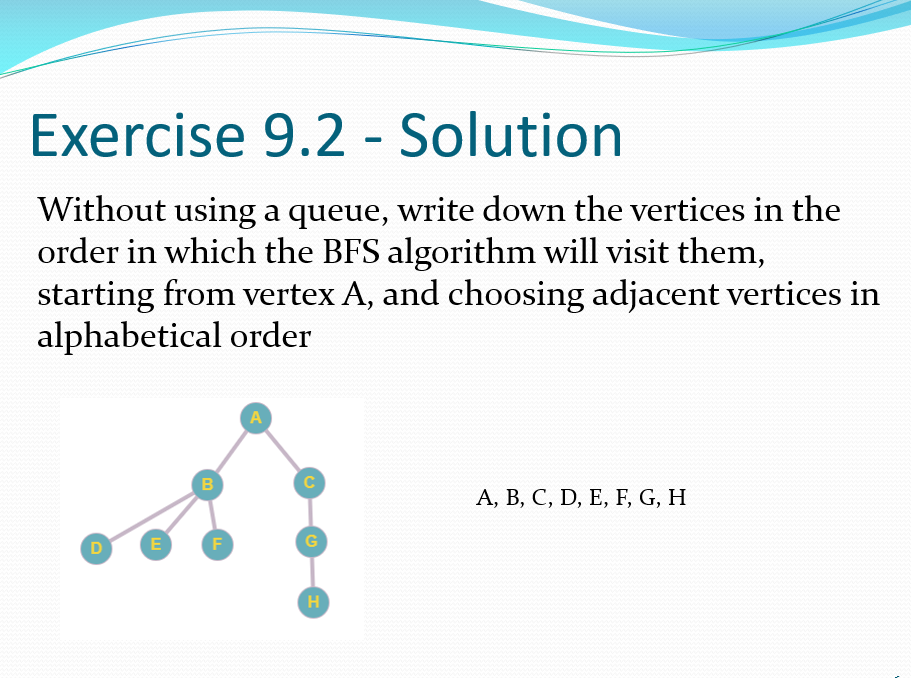 Exercise 9.2 - Solution
Without using a queue, write down the vertices in the
order in which the BFS algorithm will visit them,
starting from vertex A, and choosing adjacent vertices in
alphabetical order
A
B
C
A, B, C, D, E, F, G, H
D
E
F
G
H